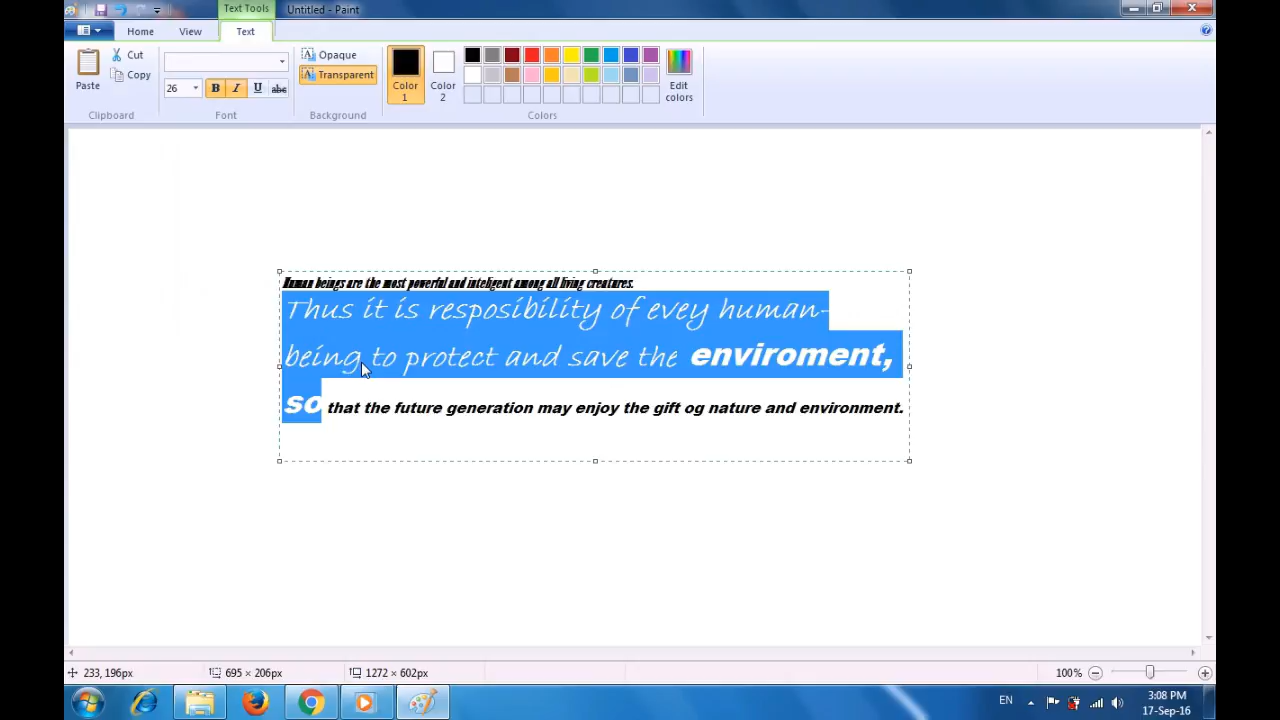 Text Tools
Untitled - Paint
Home
View
Text
Paste
Cut
Copy
Clipboard
26
B
I
U
abc
Font
A
Opaque
A
Transparent
Background
Color
1
Color
2
Edit
colors
Colors
Human beings are the most powerful and inteligent among all living creatures.
Thus it is resposibility of evey human-
being to protect and save the enviroment,
so that the future generation may enjoy the gift og nature and environment.
233, 196px
695 × 206px
1272 × 602px
100%
EN
3:08 PM
17-Sep-16